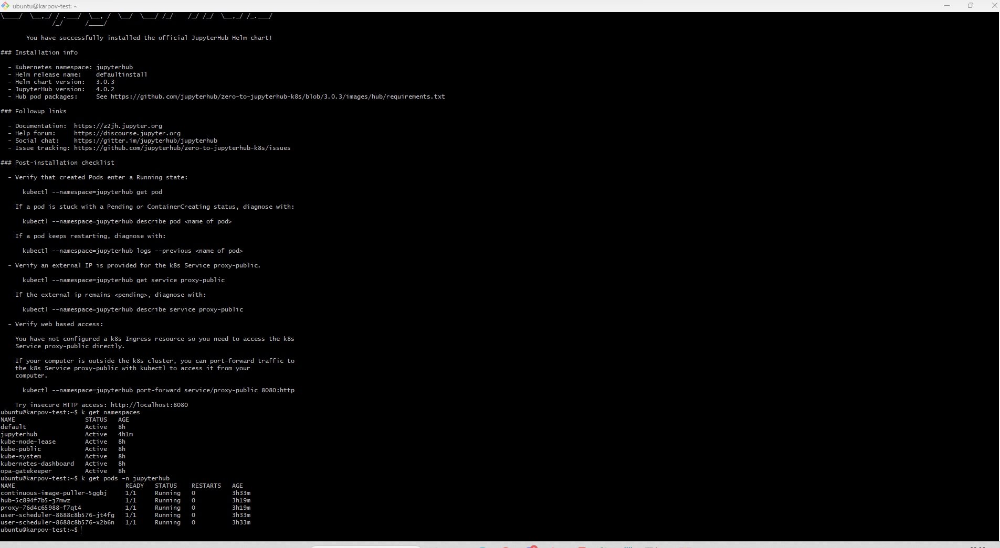 ubuntu@karpov-test: ~
\____/  \__,_/ / .___/  \__, /  \__/  \___/ /_/    /_/ /_/  \__,_/ /_.___/
              /_/      /____/
You have successfully installed the official JupyterHub Helm chart!
### Installation info
- Kubernetes namespace: jupyterhub
- Helm release name:    defaultinstall
- Helm chart version:   3.0.3
- JupyterHub version:   4.0.2
- Hub pod packages:     See https://github.com/jupyterhub/zero-to-jupyterhub-k8s/blob/3.0.3/images/hub/requirements.txt
### Followup links
- Documentation:  https://z2jh.jupyter.org
- Help forum:     https://discourse.jupyter.org
- Social chat:    https://gitter.im/jupyterhub/jupyterhub
- Issue tracking: https://github.com/jupyterhub/zero-to-jupyterhub-k8s/issues
### Post-installation checklist
- Verify that created Pods enter a Running state:
kubectl --namespace=jupyterhub get pod
If a pod is stuck with a Pending or ContainerCreating status, diagnose with:
kubectl --namespace=jupyterhub describe pod <name of pod>
If a pod keeps restarting, diagnose with:
kubectl --namespace=jupyterhub logs --previous <name of pod>
- Verify an external IP is provided for the k8s Service proxy-public.
kubectl --namespace=jupyterhub get service proxy-public
If the external ip remains <pending>, diagnose with:
kubectl --namespace=jupyterhub describe service proxy-public
- Verify web based access:
You have not configured a k8s Ingress resource so you need to access the k8s
Service proxy-public directly.
If your computer is outside the k8s cluster, you can port-forward traffic to
the k8s Service proxy-public with kubectl to access it from your
computer.
kubectl --namespace=jupyterhub port-forward service/proxy-public 8080:http
Try insecure HTTP access: http://localhost:8080
ubuntu@karpov-test:~$ k get namespaces
NAME                   STATUS   AGE
default                Active   8h
jupyterhub             Active   4h1m
kube-node-lease        Active   8h
kube-public            Active   8h
kube-system            Active   8h
kubernetes-dashboard   Active   8h
opa-gatekeeper         Active   8h
ubuntu@karpov-test:~$ k get pods -n jupyterhub
NAME                              READY   STATUS    RESTARTS   AGE
continuous-image-puller-5ggbj     1/1     Running   0          3h33m
hub-5c894f7b5-j7mwz               1/1     Running   0          3h19m
proxy-76d4c65988-f7qt4            1/1     Running   0          3h19m
user-scheduler-8688c8b576-jt4fg   1/1     Running   0          3h33m
user-scheduler-8688c8b576-x2b6n   1/1     Running   0          3h33m
ubuntu@karpov-test:~$